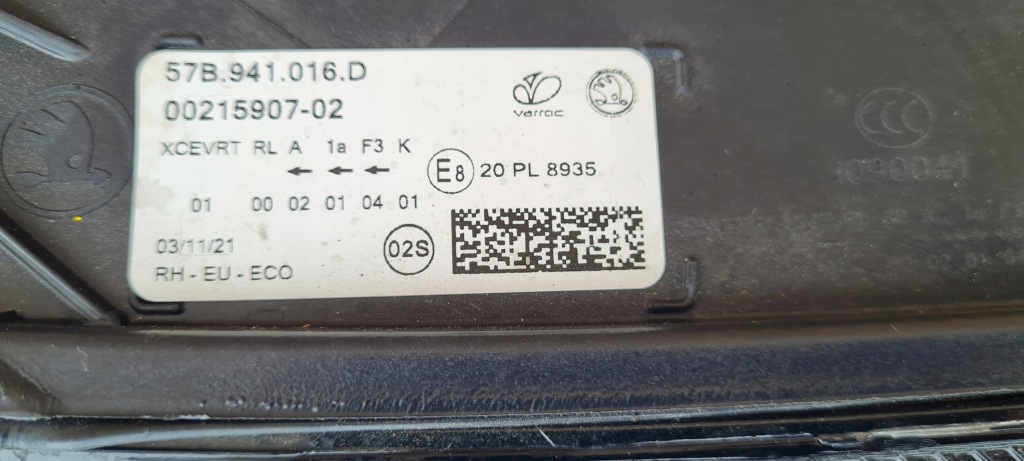 57B.941.016.D
00215907-02
varroc
XCEVRT RL A 1a F3 K
E8 20 PL 8935
01 00 02 01 04 01
03/11/21
02S
RH - EU - ECO
CCC